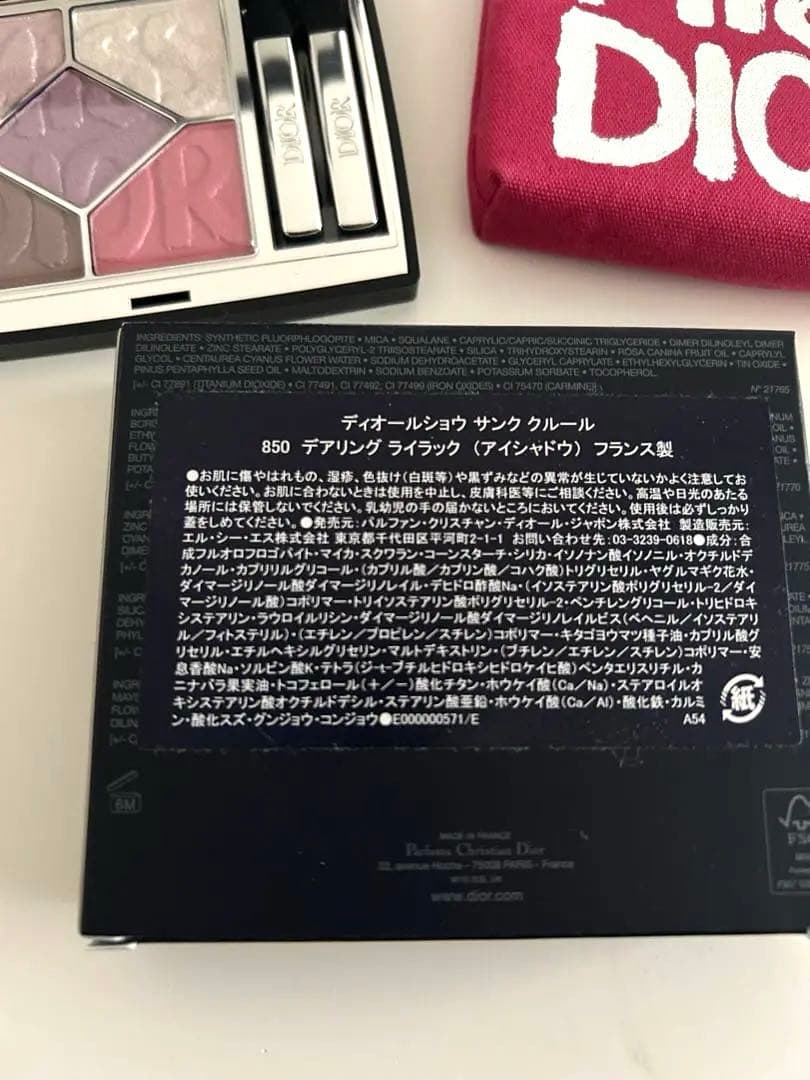 DIOR
DIOR
DIO
INGREDIENTS: SYNTHETIC FLUORPHLOGOPITE • MICA • SQUALANE • CAPRYLIC/CAPRIC/SUCCINIC TRIGLYCERIDE • DIMER DILINOLEYL DIMER
DILINOLEATE • ZINC STEARATE • POLYGLYCERYL-2 TRIISOSTEARATE • SILICA • TRIHYDROXYSTEARIN • ROSA CANINA FRUIT OIL • CAPRYLYL
GLYCOL • CENTAUREA CYANUS FLOWER WATER • SODIUM DEHYDROACETATE • GLYCERYL CAPRYLATE • ETHYLHEXYLGLYCERIN • TIN OXIDE •
PINUS PENTAPHYLLA SEED OIL • MALTODEXTRIN • SODIUM BENZOATE • POTASSIUM SORBATE • TOCOPHEROL.
[+/- CI 77891 (TITANIUM DIOXIDE) • CI 77491, CI 77492, CI 77499 (IRON OXIDES) • CI 75470 (CARMINE)]. N° 21765
ディオールショウ サンク クルール
850 デアリング ライラック （アイシャドウ） フランス製
●お肌に傷やはれもの、湿疹、色抜け(白斑等)や黒ずみなどの異常が生じていないかよく注意してお
使いください。お肌に合わないときは使用を中止し、皮膚科医等にご相談ください。高温や日光のあたる
場所には保管しないでください。乳幼児の手の届かないところにおいてください。使用後は必ずしっかり
蓋をしめてください。●発売元：パルファン・クリスチャン・ディオール・ジャポン株式会社 製造販売元：
エル・シー・エス株式会社 東京都千代田区平河町2-1-1 お問い合わせ先：03-3239-0618●成分：合
成フルオロフロゴパイト・マイカ・スクワラン・コーンスターチ・シリカ・イソノナン酸イソノニル・オクチルドデ
カノール・カプリリルグリコール・(カプリル酸／カプリン酸／コハク酸)トリグリセリル・ヤグルマギク花水・
ダイマージリノール酸ダイマージリノレイル・デヒドロ酢酸Na・(イソステアリン酸ポリグリセリル-2／ダイ
マージリノール酸)コポリマー・トリイソステアリン酸ポリグリセリル-2・ペンチレングリコール・トリヒドロキ
システアリン・ラウロイルリシン・ダイマージリノール酸ダイマージリノレイルビス(ベヘニル／イソステアリ
ル／フィトステリル)・(エチレン／プロピレン／スチレン)コポリマー・キタゴヨウマツ種子油・カプリル酸グ
リセリル・エチルヘキシルグリセリン・マルトデキストリン・(ブチレン／エチレン／スチレン)コポリマー・安
息香酸Na・ソルビン酸K・テトラ(ジ-t-ブチルヒドロキシヒドロケイヒ酸)ペンタエリスリチル・カ
ニナバラ果実油・トコフェロール(＋／－)酸化チタン・ホウケイ酸(Ca／Na)・ステアロイルオ
キシステアリン酸オクチルドデシル・ステアリン酸亜鉛・ホウケイ酸(Ca／Al)・酸化鉄・カルミ
ン・酸化スズ・グンジョウ・コンジョウ●E000000571/E A54
紙
6M
MADE IN FRANCE
Parfums Christian Dior
33, avenue Hoche - 75008 PARIS - France
www.dior.com